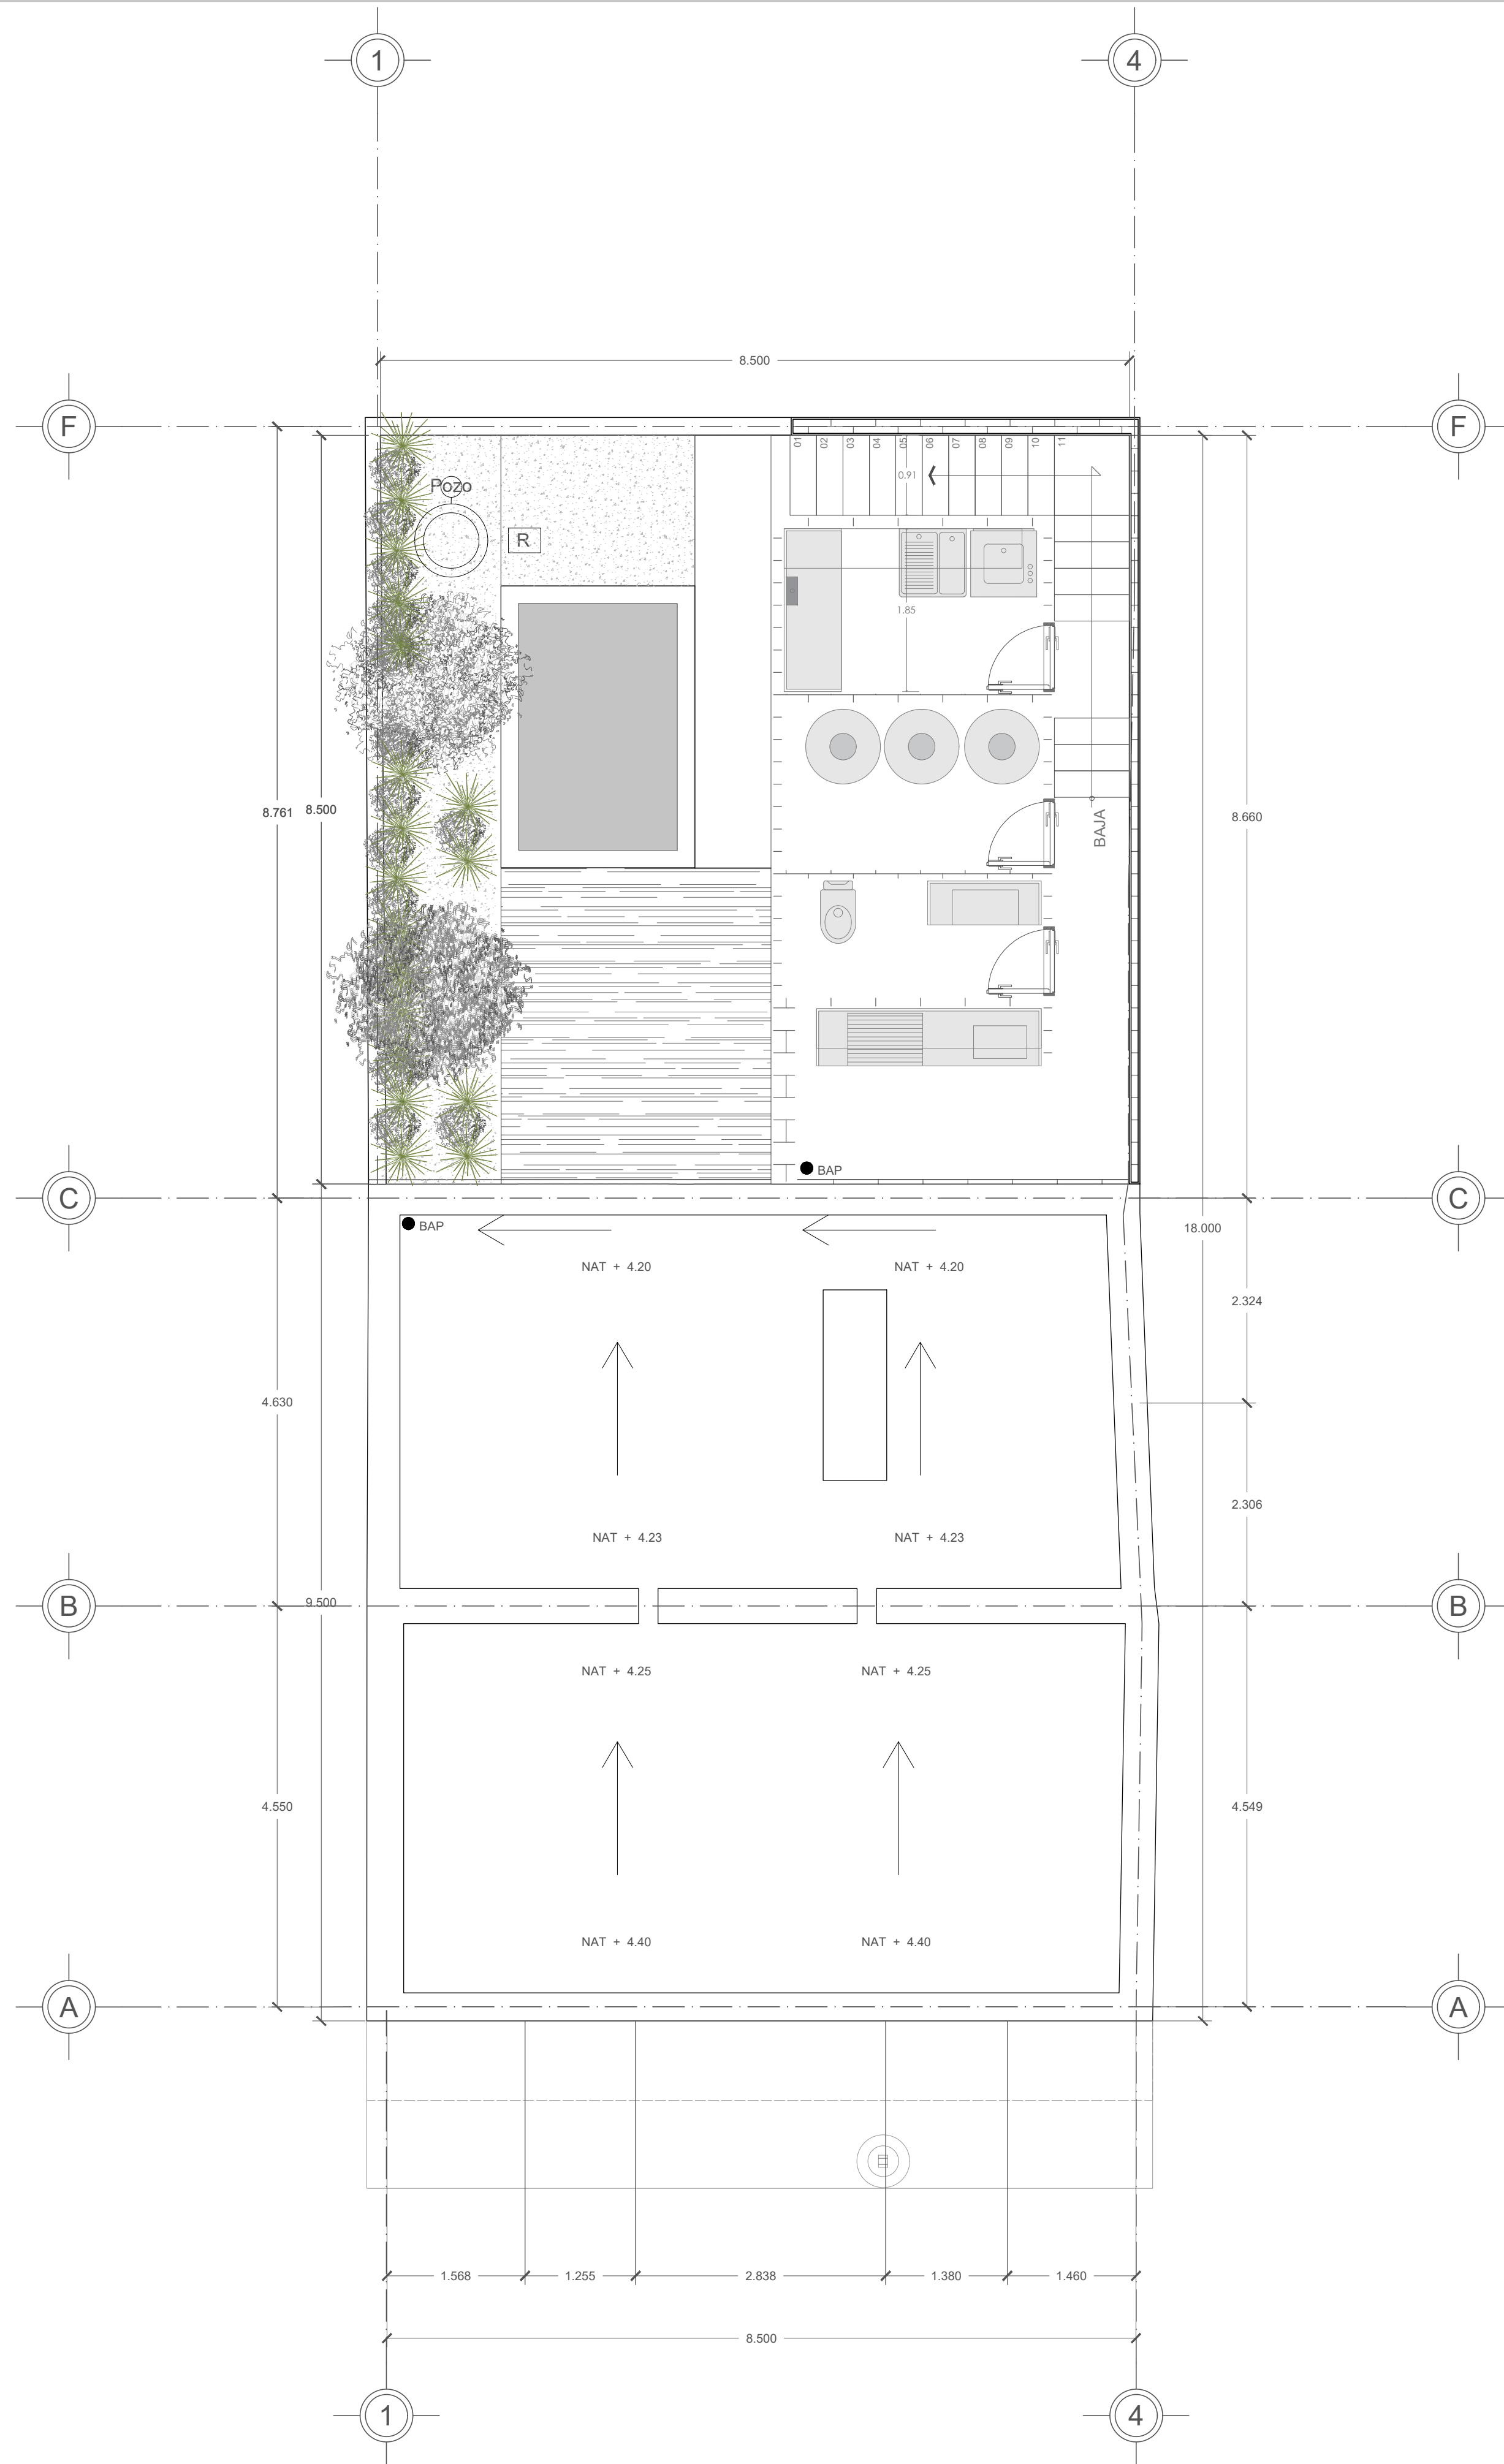 1
4
8.500
F
F
01
02
03
04
05
06
07
08
09
10
11
0.91
Pozo
R
1.85
8.761
8.500
8.660
BAJA
BAP
C
C
BAP
18.000
NAT + 4.20
NAT + 4.20
2.324
4.630
2.306
NAT + 4.23
NAT + 4.23
B
9.500
B
NAT + 4.25
NAT + 4.25
4.550
4.549
NAT + 4.40
NAT + 4.40
A
A
1.568
1.255
2.838
1.380
1.460
8.500
1
4